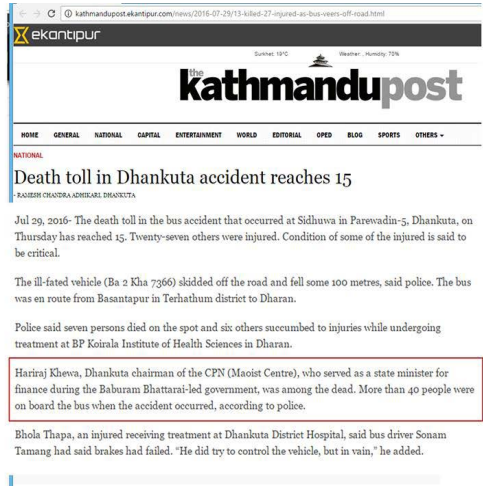 kathmandupost.ekantipur.com/news/2016-07-29/13-killed-27-injured-as-bus-veers-off-road.html
ekantipur
Sunrise: 19°C Weather: , Humidity: 70%
the kathmandupost
HOME GENERAL NATIONAL CAPITAL ENTERTAINMENT WORLD EDITORIAL OPED BLOG SPORTS OTHERS
NATIONAL
Death toll in Dhankuta accident reaches 15
- RAMESH CHANDRA ADHIKARI, DHANKUTA
Jul 29, 2016- The death toll in the bus accident that occurred at Sidhuwa in Parewadin-5, Dhankuta, on
Thursday has reached 15. Twenty-seven others were injured. Condition of some of the injured is said to
be critical.
The ill-fated vehicle (Ba 2 Kha 7366) skidded off the road and fell some 100 metres, said police. The bus
was en route from Basantapur in Terhathum district to Dharan.
Police said seven persons died on the spot and six others succumbed to injuries while undergoing
treatment at BP Koirala Institute of Health Sciences in Dharan.
Hariraj Khewa, Dhankuta chairman of the CPN (Maoist Centre), who served as a state minister for
finance during the Baburam Bhattarai-led government, was among the dead. More than 40 people were
on board the bus when the accident occurred, according to police.
Bhola Thapa, an injured receiving treatment at Dhankuta District Hospital, said bus driver Sonam
Tamang had said brakes had failed. “He did try to control the vehicle, but in vain,” he added.